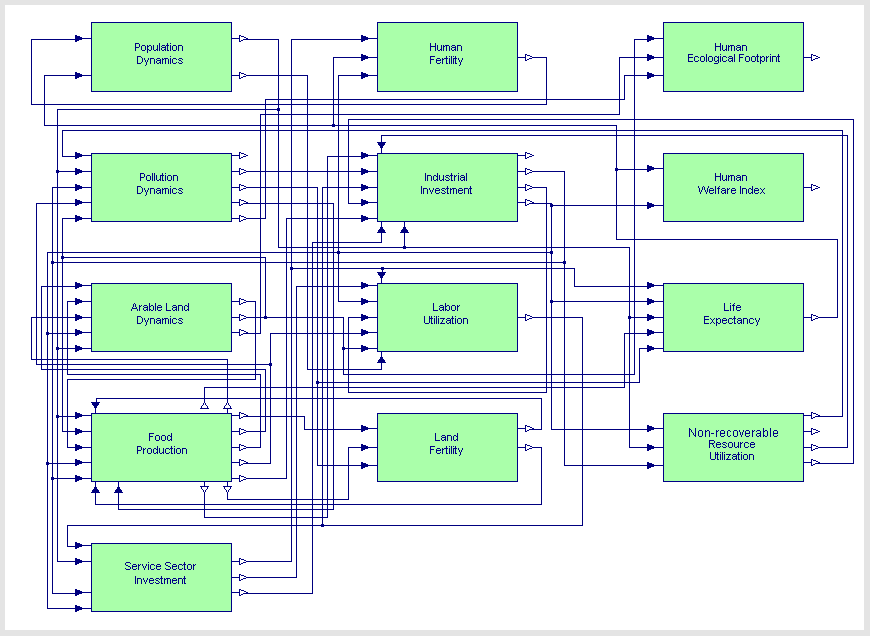 Population
Dynamics
Human
Fertility
Human
Ecological Footprint
Pollution
Dynamics
Industrial
Investment
Human
Welfare Index
Arable Land
Dynamics
Labor
Utilization
Life
Expectancy
Food
Production
Land
Fertility
Non-recoverable
Resource
Utilization
Service Sector
Investment